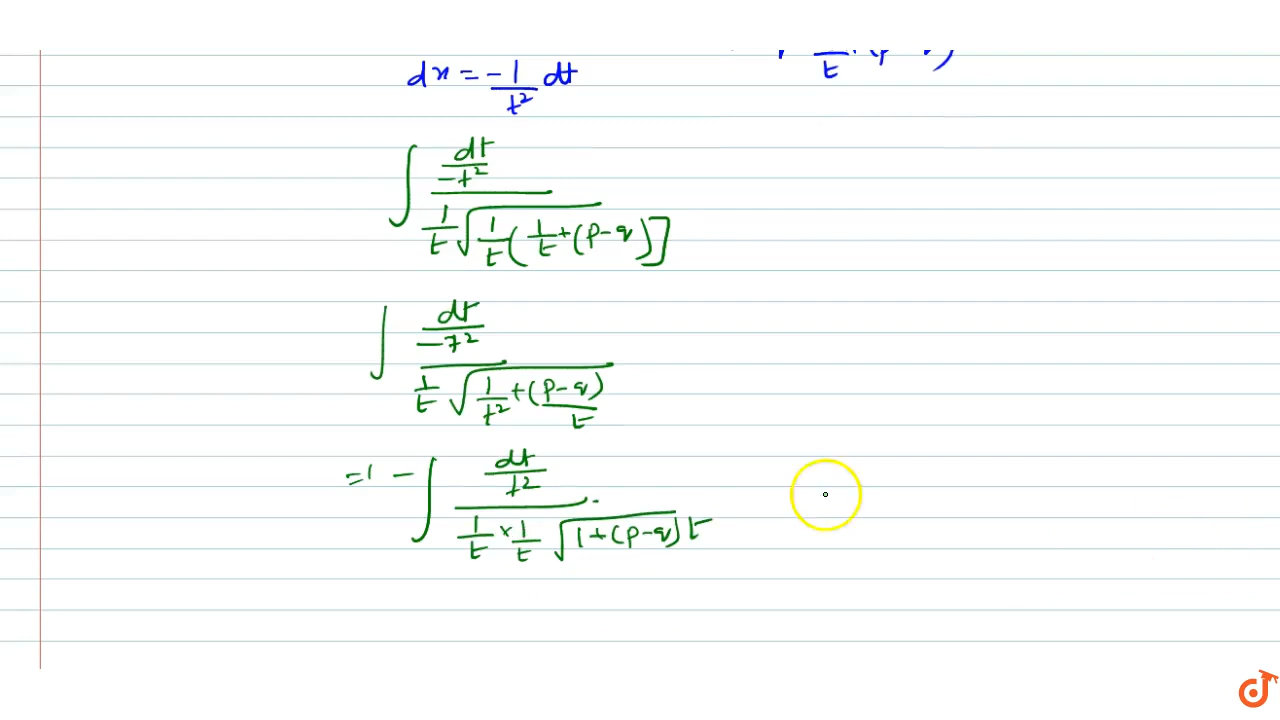 dx = -1/t² dt
∫ (dt/-t²) / (1/t √(1/t (1/t + (p-q)]
∫ (dt/-t²) / (1/t √(1/t² + (p-q)/t))
=1 - ∫ (dt/t²) / (1/t × 1/t √(1+(p-q)t))